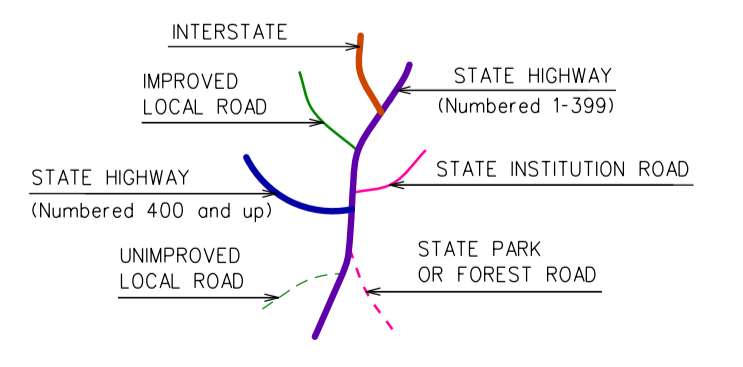 INTERSTATE
IMPROVED
LOCAL ROAD
STATE HIGHWAY
(Numbered 1-399)
STATE INSTITUTION ROAD
STATE HIGHWAY
(Numbered 400 and up)
UNIMPROVED
LOCAL ROAD
STATE PARK
OR FOREST ROAD